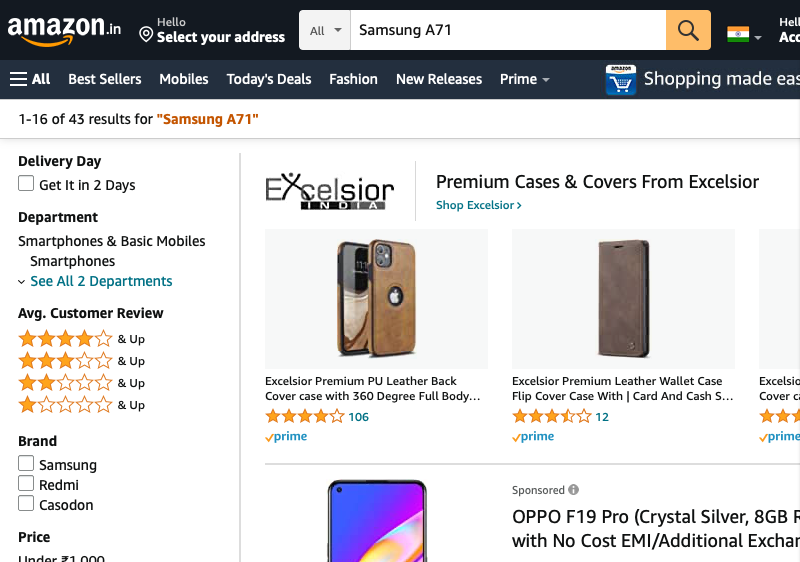 amazon.in
Hello
Select your address
All
Samsung A71
Hell
Acc
All
Best Sellers
Mobiles
Today's Deals
Fashion
New Releases
Prime
amazon
Shopping made eas
1-16 of 43 results for "Samsung A71"
Delivery Day
Get It in 2 Days
Department
Smartphones & Basic Mobiles
Smartphones
See All 2 Departments
Avg. Customer Review
& Up
& Up
& Up
& Up
Brand
Samsung
Redmi
Casodon
Price
Under ₹1,000
Excelsior
INDIA
Premium Cases & Covers From Excelsior
Shop Excelsior ›
Excelsior Premium PU Leather Back
Cover case with 360 Degree Full Body...
106
prime
Excelsior Premium Leather Wallet Case
Flip Cover Case With | Card And Cash S...
12
prime
Excelsio
Cover ca
prime
Sponsored
OPPO F19 Pro (Crystal Silver, 8GB R
with No Cost EMI/Additional Exchan